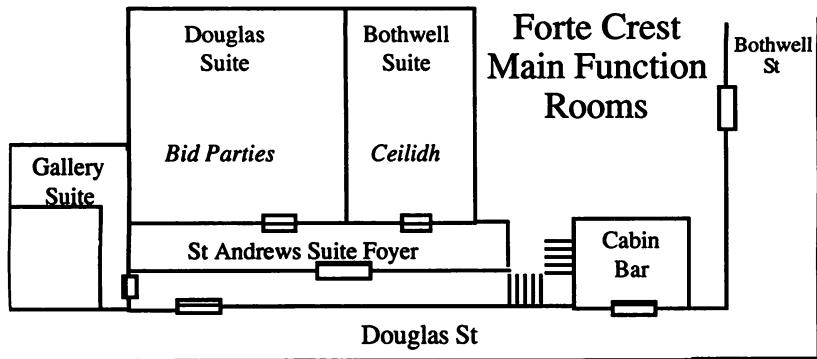 Forte Crest
Main Function
Rooms
Douglas
Suite
Bothwell
Suite
Bothwell
St
Bid Parties
Ceilidh
Gallery
Suite
St Andrews Suite Foyer
Cabin
Bar
Douglas St